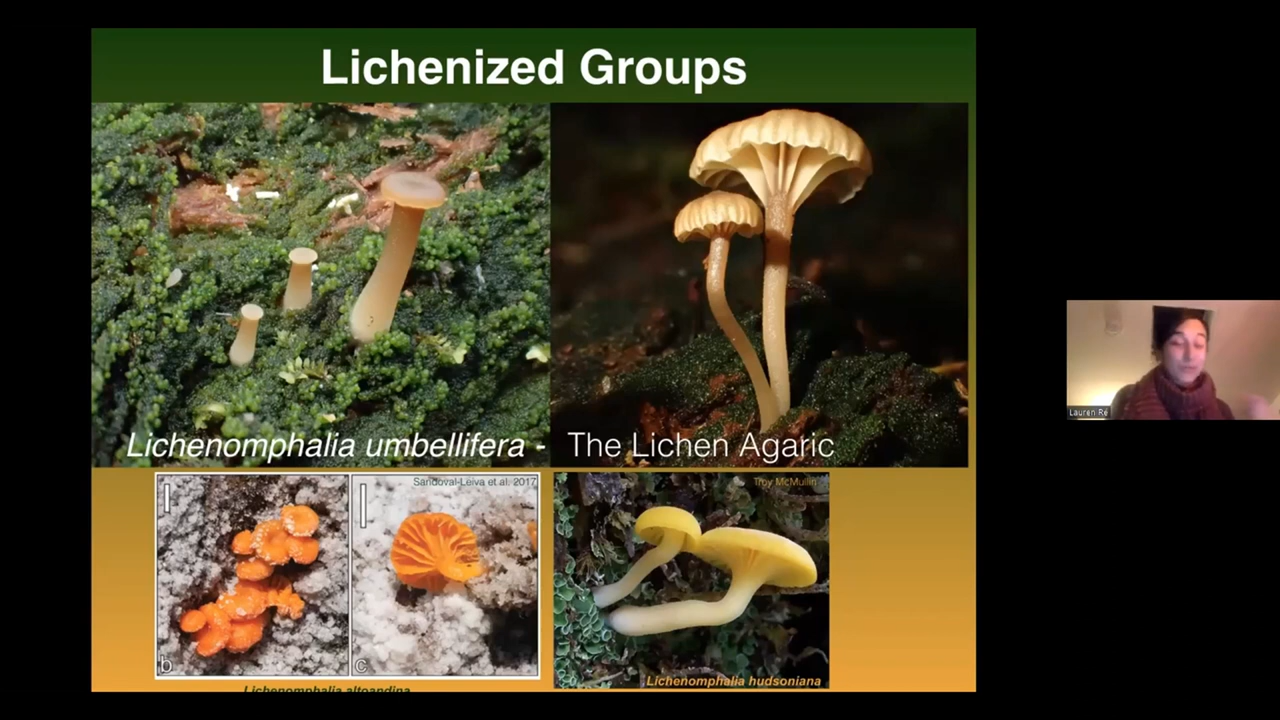 Lichenized Groups
Lichenomphalia umbellifera - The Lichen Agaric
Sandoval-Leiva et al. 2017
Troy McMullin
b
c
Lichenomphalia altoandina
Lichenomphalia hudsoniana
Lauren Ré